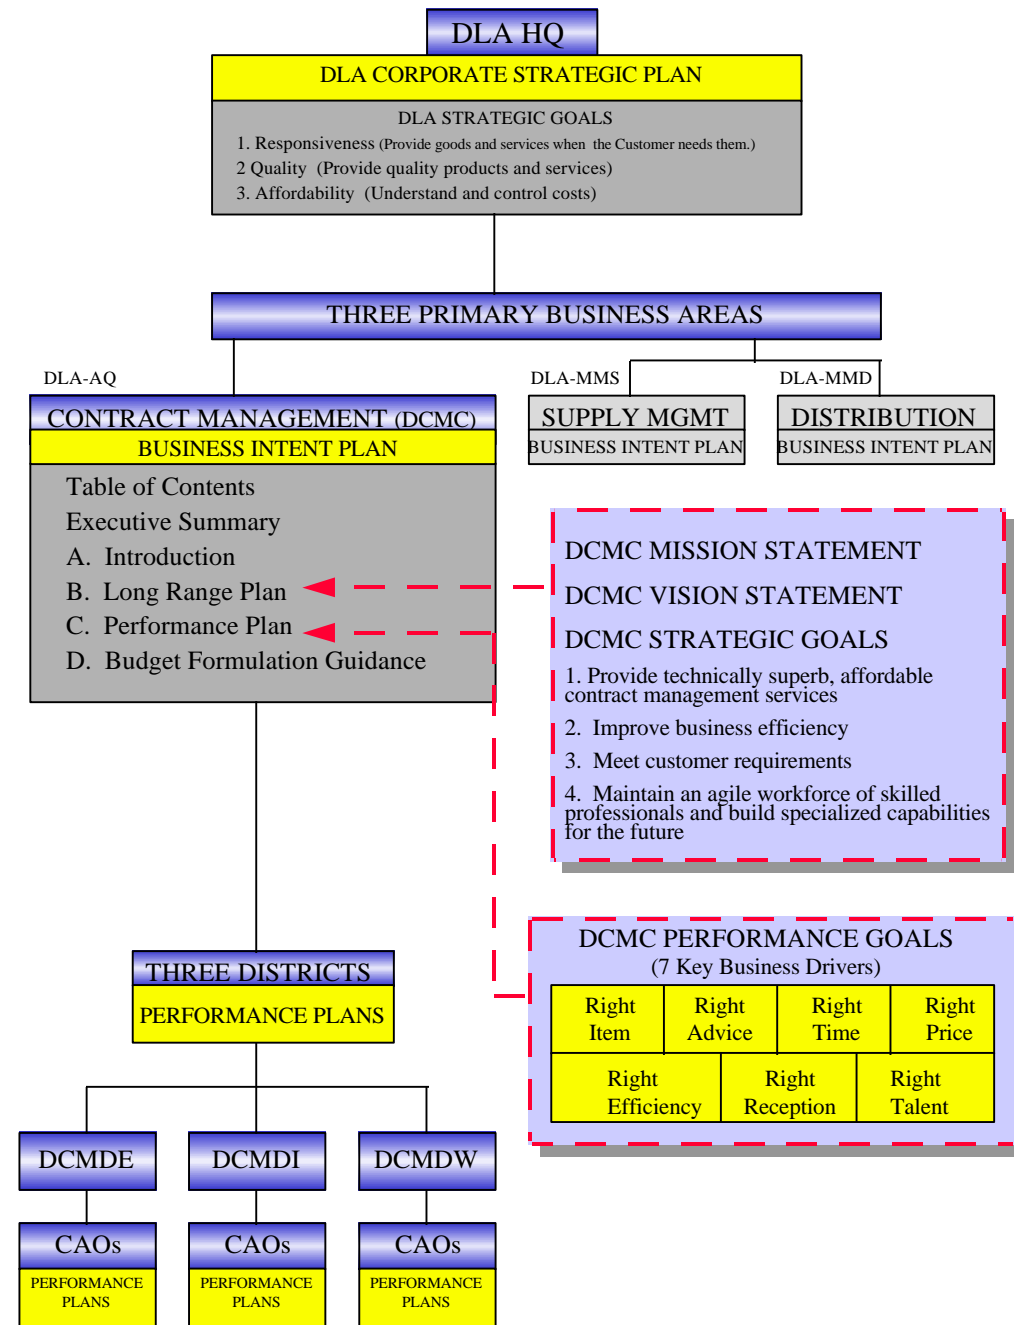 DLA HQ
DLA CORPORATE STRATEGIC PLAN
DLA STRATEGIC GOALS
1. Responsiveness (Provide goods and services when the Customer needs them.)
2 Quality (Provide quality products and services)
3. Affordability (Understand and control costs)
THREE PRIMARY BUSINESS AREAS
DLA-AQ
DLA-MMS
DLA-MMD
CONTRACT MANAGEMENT (DCMC)
BUSINESS INTENT PLAN
SUPPLY MGMT
BUSINESS INTENT PLAN
DISTRIBUTION
BUSINESS INTENT PLAN
Table of Contents
Executive Summary
A. Introduction
B. Long Range Plan
C. Performance Plan
D. Budget Formulation Guidance
DCMC MISSION STATEMENT
DCMC VISION STATEMENT
DCMC STRATEGIC GOALS
1. Provide technically superb, affordable
contract management services
2. Improve business efficiency
3. Meet customer requirements
4. Maintain an agile workforce of skilled
professionals and build specialized capabilities
for the future
DCMC PERFORMANCE GOALS
(7 Key Business Drivers)
Right
Item
Right
Advice
Right
Time
Right
Price
Right
Efficiency
Right
Reception
Right
Talent
THREE DISTRICTS
PERFORMANCE PLANS
DCMDE
DCMDI
DCMDW
CAOs
PERFORMANCE
PLANS
CAOs
PERFORMANCE
PLANS
CAOs
PERFORMANCE
PLANS